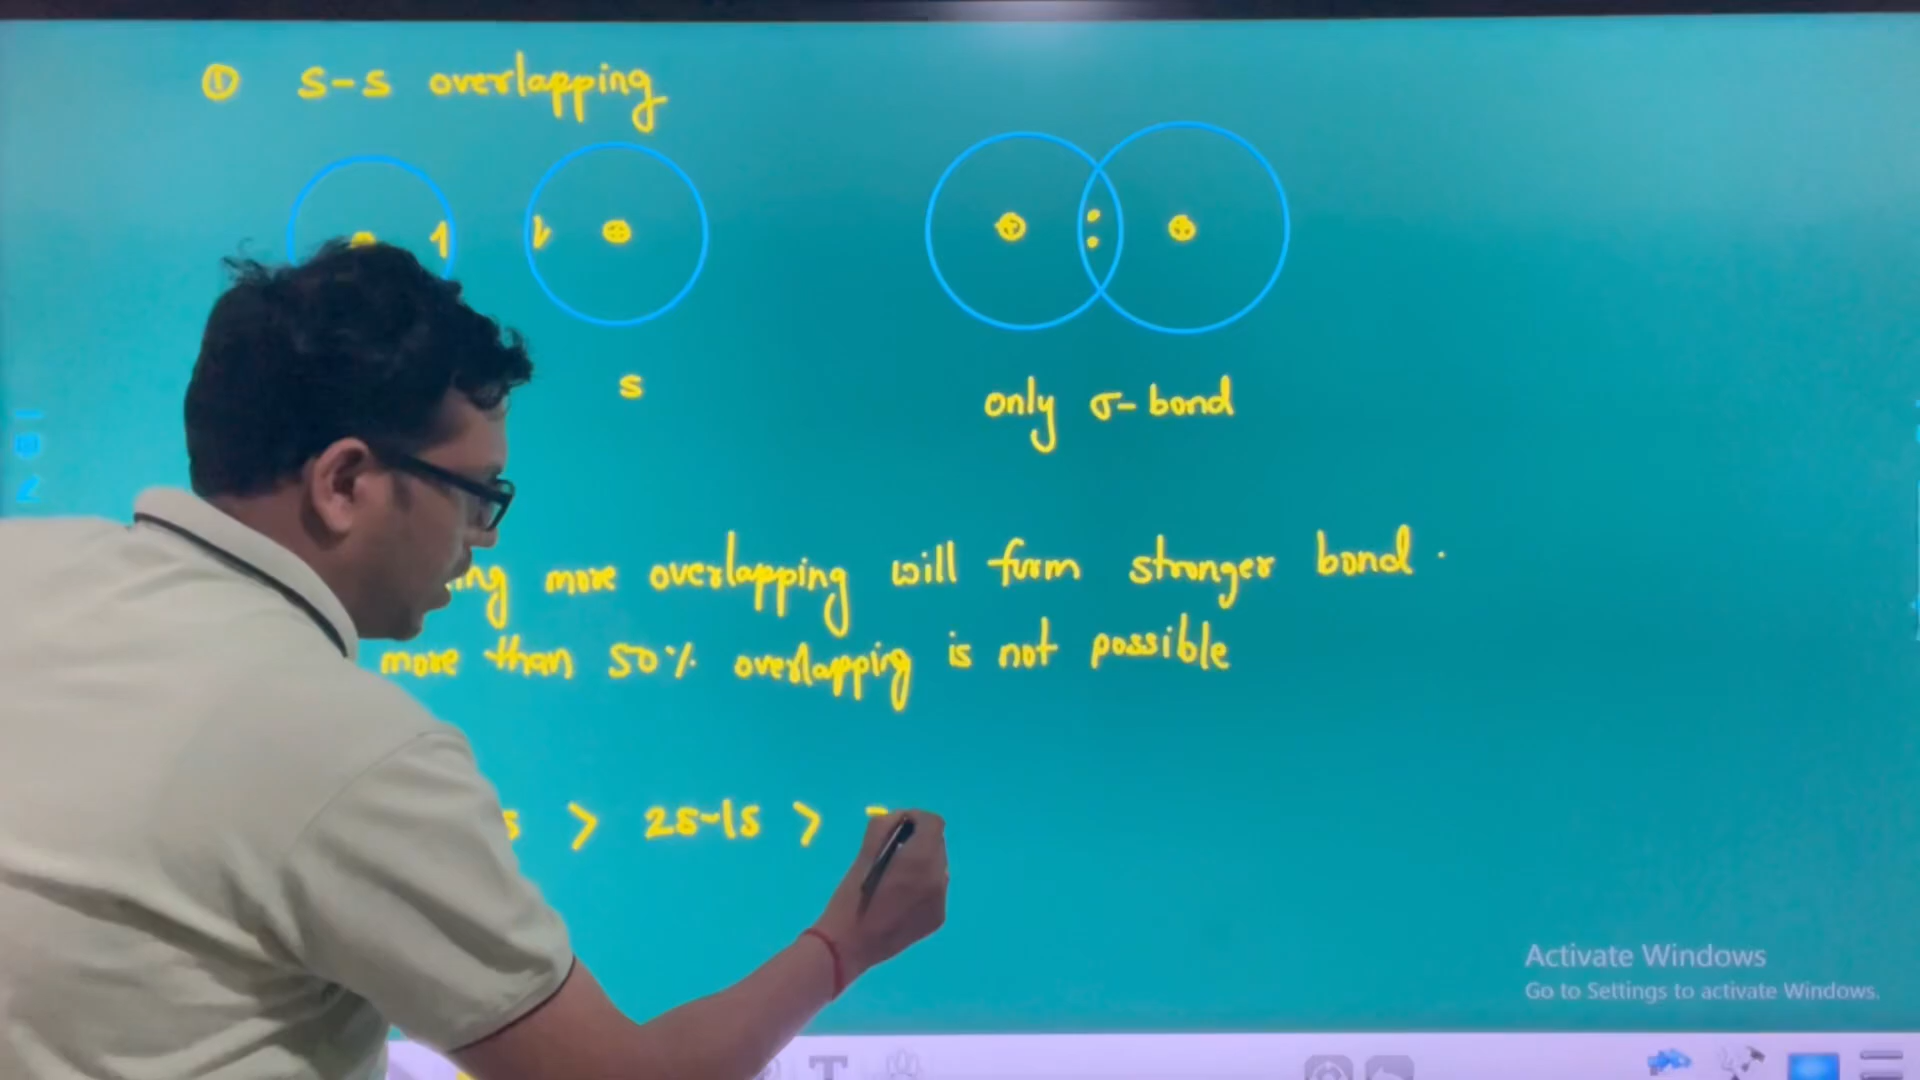 ① s-s overlapping
s
only σ-bond
more overlapping will form stronger bond.
more than 50% overlapping is not possible
> 2s-1s >
Activate Windows
Go to Settings to activate Windows.